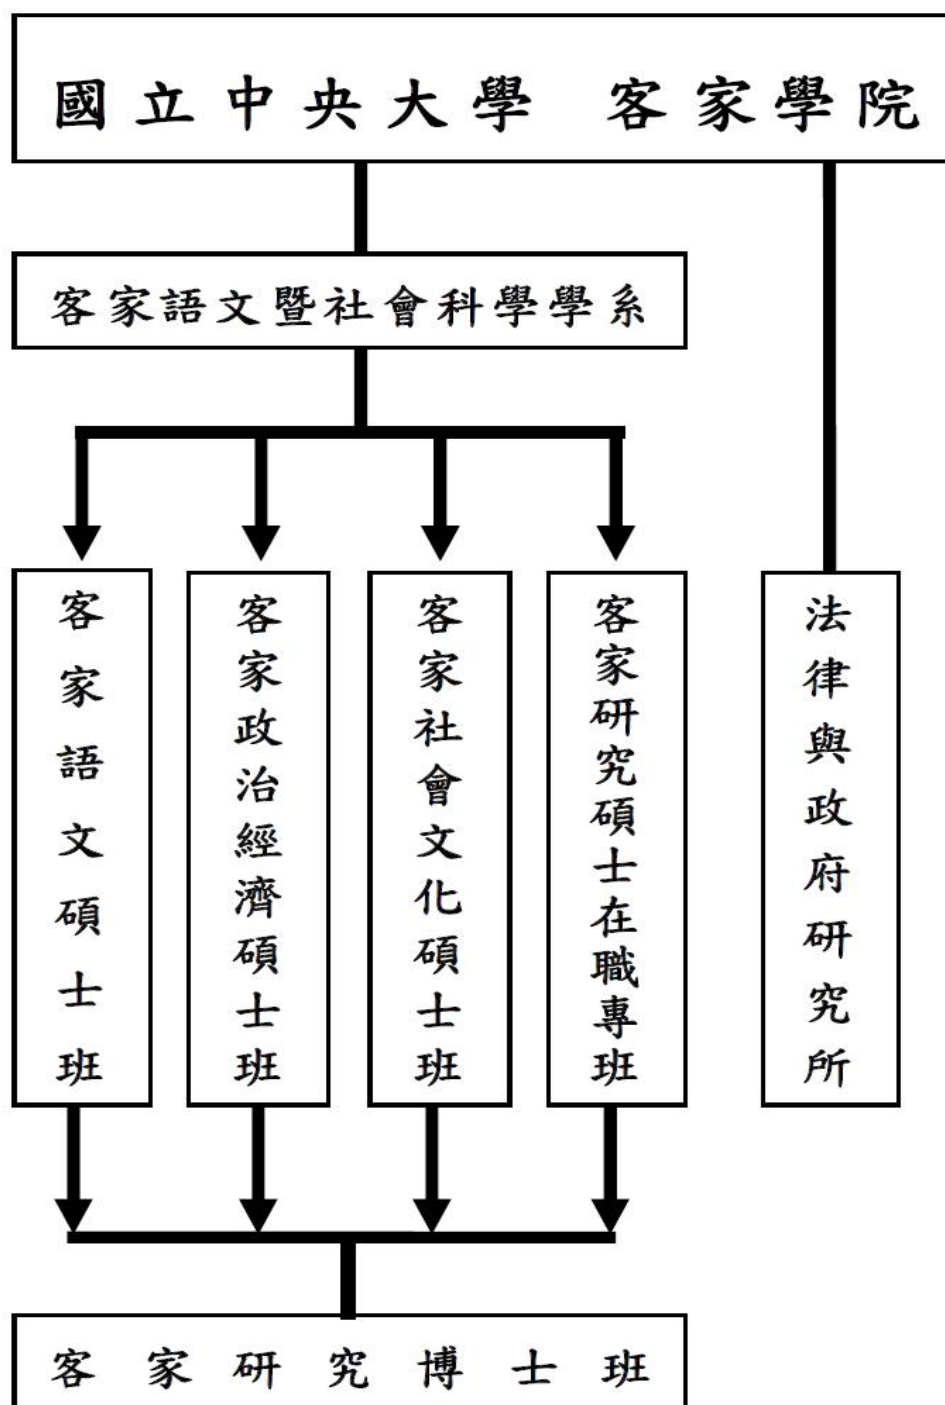 國立中央大學 客家學院
客家語文暨社會科學學系
客家語文碩士班
客家政治經濟碩士班
客家社會文化碩士班
客家研究碩士在職專班
法律與政府研究所
客家研究博士班